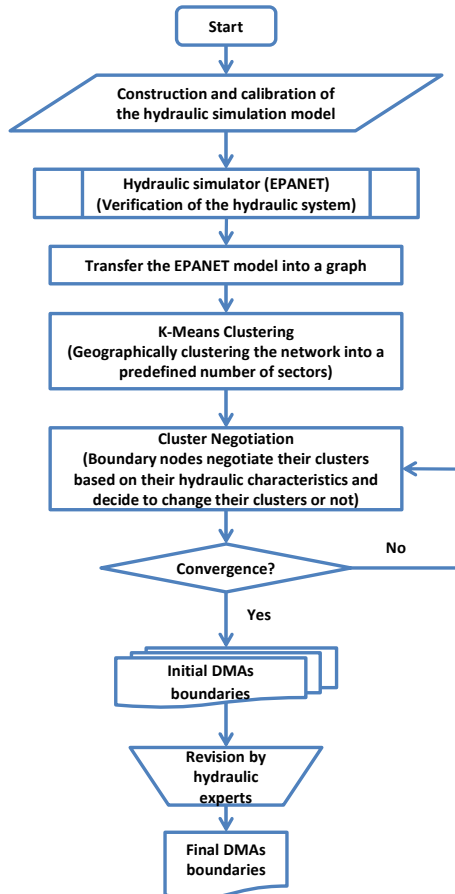 Start
Construction and calibration of
the hydraulic simulation model
Hydraulic simulator (EPANET)
(Verification of the hydraulic system)
Transfer the EPANET model into a graph
K-Means Clustering
(Geographically clustering the network into a
predefined number of sectors)
Cluster Negotiation
(Boundary nodes negotiate their clusters
based on their hydraulic characteristics and
decide to change their clusters or not)
No
Convergence?
Yes
Initial DMAs
boundaries
Revision by
hydraulic
experts
Final DMAs
boundaries